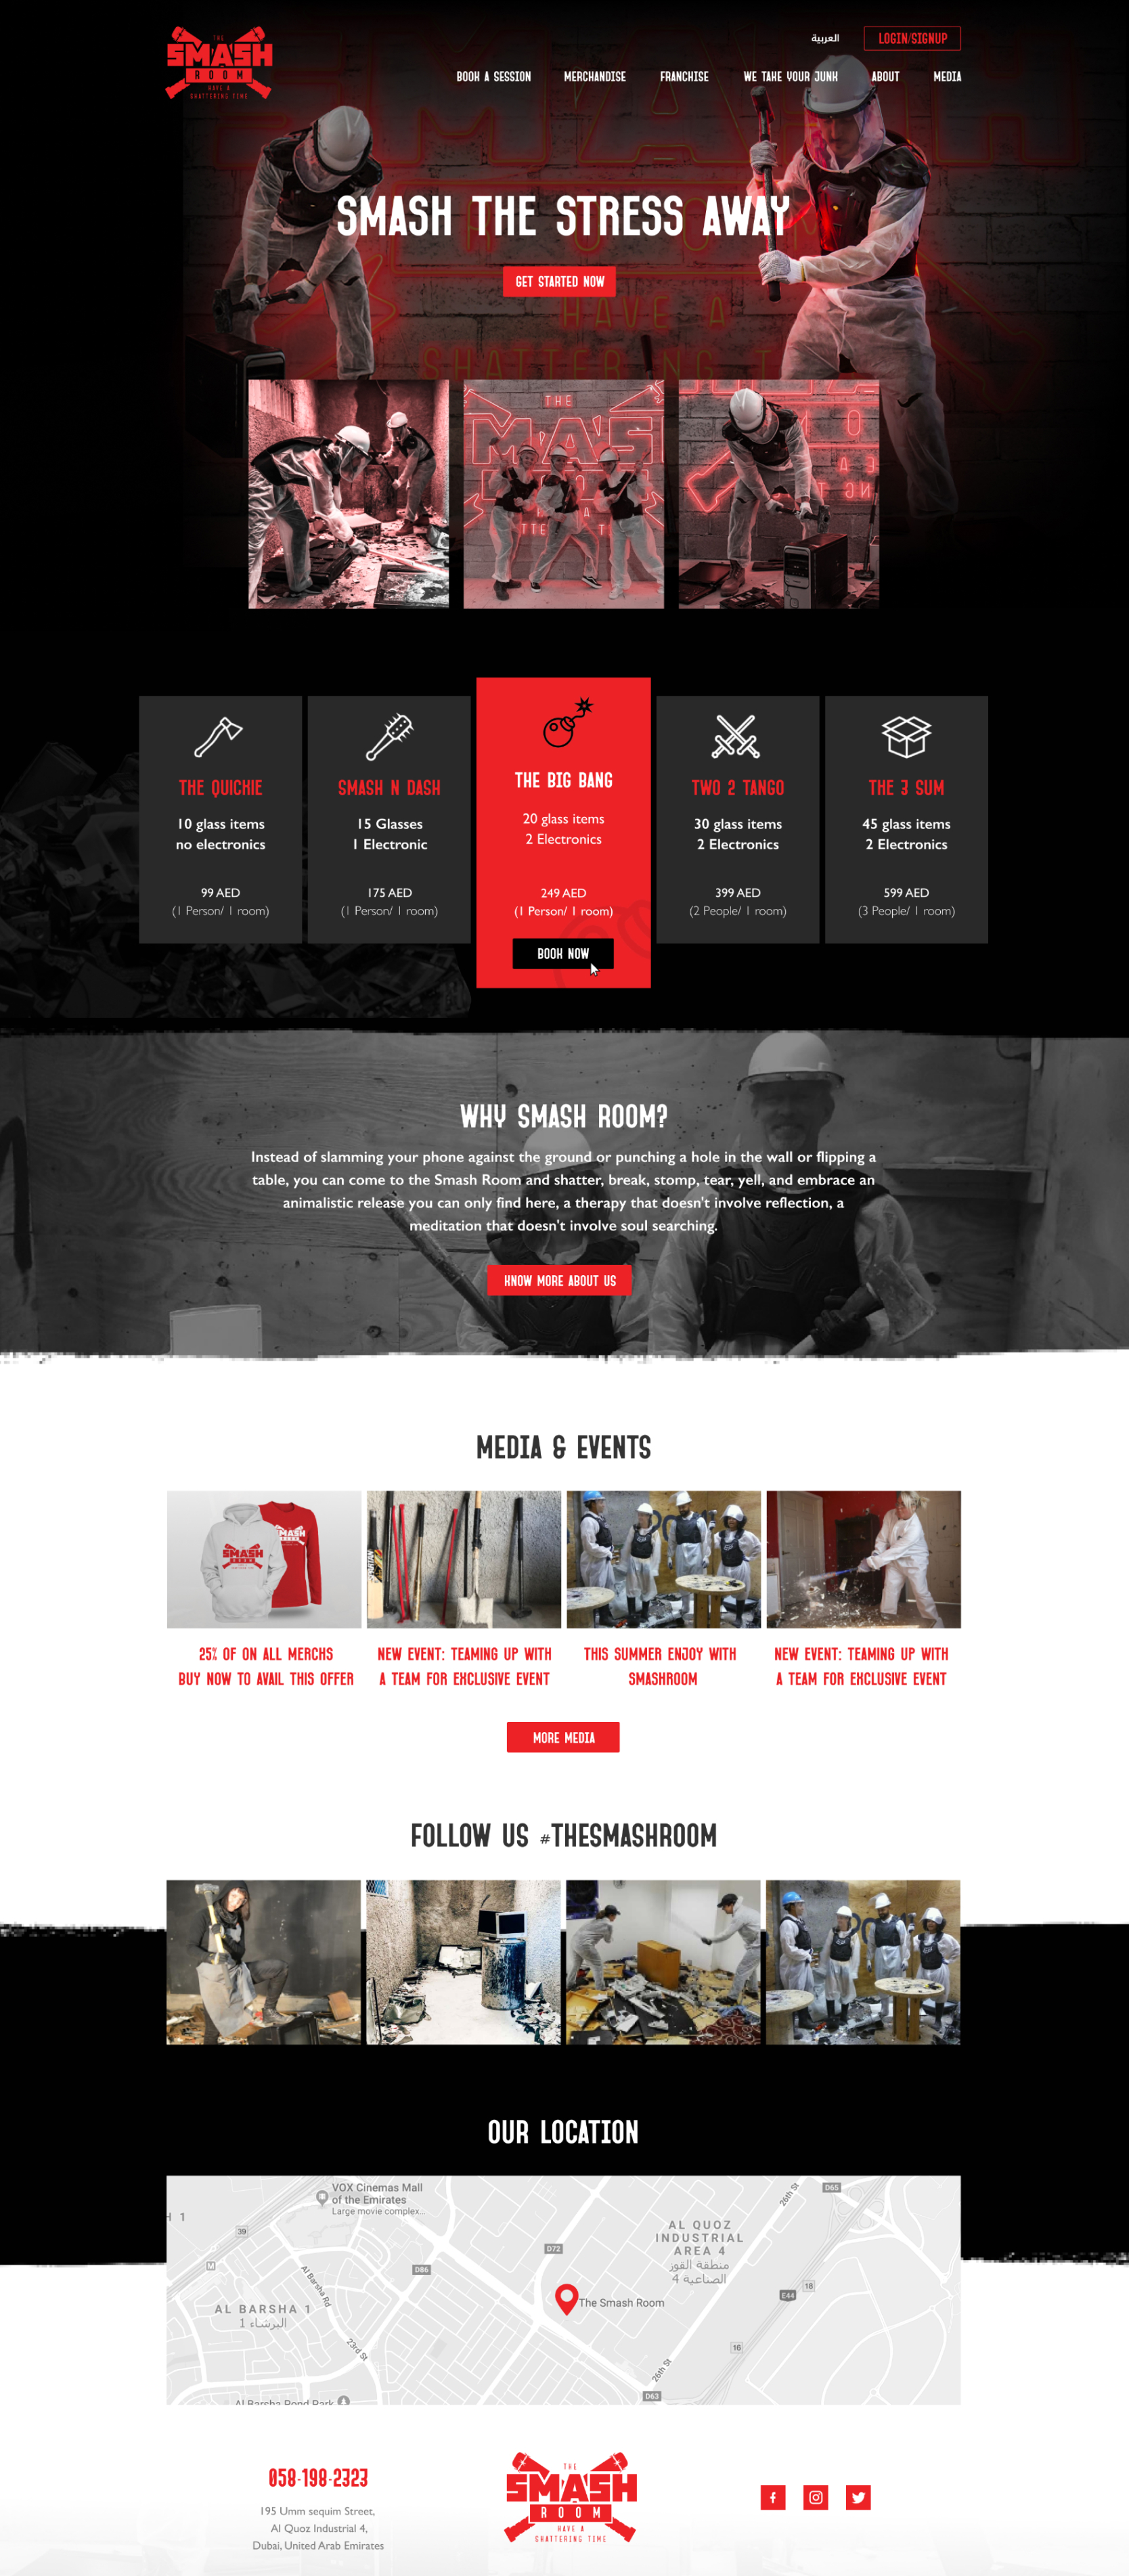 THE
SMASH
ROOM
HAVE A
SHATTERING TIME
العربية
LOGIN/SIGNUP
BOOK A SESSION
MERCHANDISE
FRANCHISE
WE TAKE YOUR JUNK
ABOUT
MEDIA
SMASH THE STRESS AWAY
GET STARTED NOW
HAVE A
THE
THE QUICKIE
10 glass items
no electronics
99 AED
(1 Person/ 1 room)
SMASH N DASH
15 Glasses
1 Electronic
175 AED
(1 Person/ 1 room)
THE BIG BANG
20 glass items
2 Electronics
249 AED
(1 Person/ 1 room)
BOOK NOW
TWO 2 TANGO
30 glass items
2 Electronics
399 AED
(2 People/ 1 room)
THE 3 SUM
45 glass items
2 Electronics
599 AED
(3 People/ 1 room)
WHY SMASH ROOM?
Instead of slamming your phone against the ground or punching a hole in the wall or flipping a
table, you can come to the Smash Room and shatter, break, stomp, tear, yell, and embrace an
animalistic release you can only find here, a therapy that doesn't involve reflection, a
meditation that doesn't involve soul searching.
KNOW MORE ABOUT US
MEDIA & EVENTS
SMASH
25% OF ON ALL MERCHS
BUY NOW TO AVAIL THIS OFFER
NEW EVENT: TEAMING UP WITH
A TEAM FOR EXCLUSIVE EVENT
THIS SUMMER ENJOY WITH
SMASHROOM
NEW EVENT: TEAMING UP WITH
A TEAM FOR EXCLUSIVE EVENT
MORE MEDIA
FOLLOW US #THESMASHROOM
OUR LOCATION
VOX Cinemas Mall
of the Emirates
Large movie complex...
H 1
39
M
D86
D72
D65
26th St
AL QUOZ
INDUSTRIAL
AREA 4
منطقة القوز
الصناعية 4
Al Barsha Rd
AL BARSHA 1
البرشاء 1
23rd St
The Smash Room
E44
18
16
26th St
D63
Al Barsha Pond Park
058-198-2323
195 Umm sequim Street,
Al Quoz Industrial 4,
Dubai, United Arab Emirates
THE
SMASH
ROOM
HAVE A
SHATTERING TIME